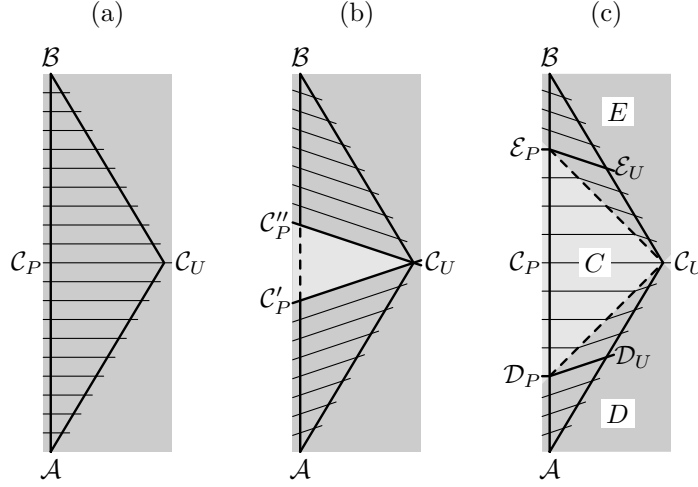 (a) (b) (c)
ℬ ℬ ℬ
E
ℰ_P ℰ_U
𝒞″_P
𝒞_P 𝒞_U 𝒞_U 𝒞_P C 𝒞_U
𝒞′_P
𝒟_P 𝒟_U
D
𝒜 𝒜 𝒜